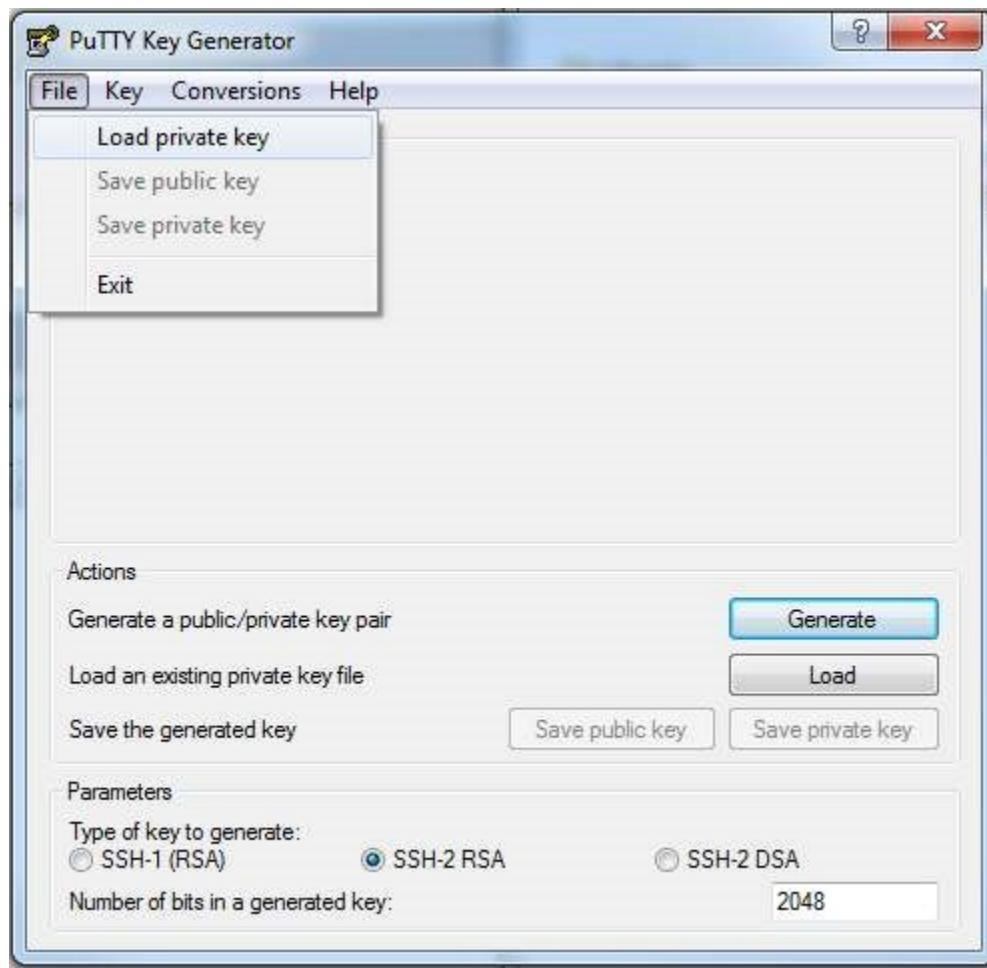 PuTTY Key Generator
File Key Conversions Help
Load private key
Save public key
Save private key
Exit
Actions
Generate a public/private key pair Generate
Load an existing private key file Load
Save the generated key Save public key Save private key
Parameters
Type of key to generate:
SSH-1 (RSA) SSH-2 RSA SSH-2 DSA
Number of bits in a generated key: 2048